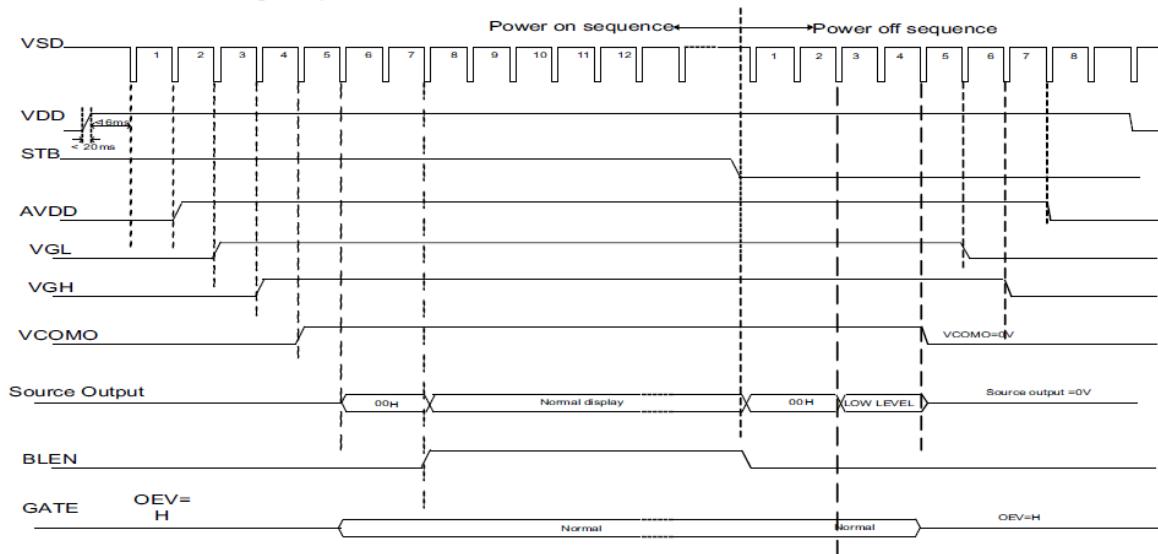 Power on sequence
Power off sequence
VSD
1 2 3 4 5 6 7 8 9 10 11 12 1 2 3 4 5 6 7 8
VDD
<16ms
< 20ms
STB
AVDD
VGL
VGH
VCOMO
VCOMO=0V
Source Output
00H
Normal display
00H
LOW LEVEL
Source output =0V
BLEN
GATE
OEV=
H
Normal
Normal
OEV=H